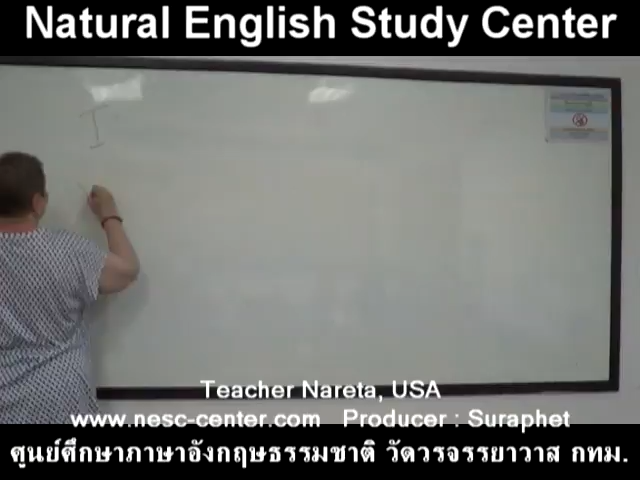 Natural English Study Center
I
Teacher Nareta, USA
www.nesc-center.com Producer : Suraphet
ศูนย์ศึกษาภาษาอังกฤษธรรมชาติ วัดวรจรรยาวาส กทม.